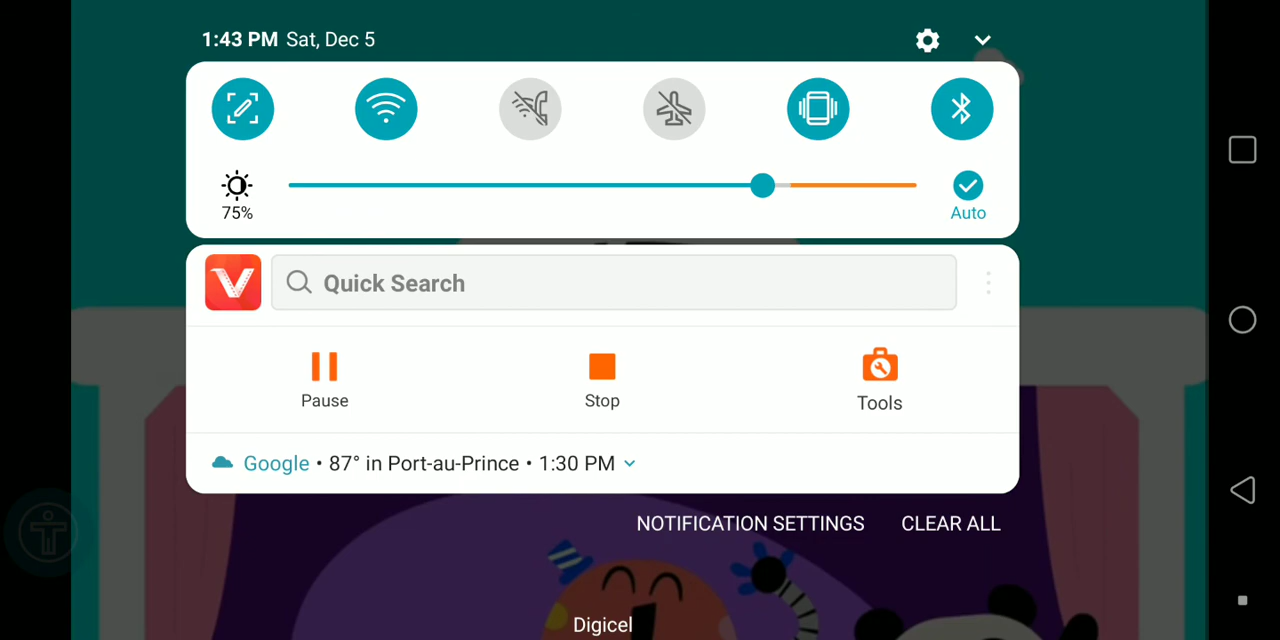 1:43 PM Sat, Dec 5
75%
Auto
V
Quick Search
Pause
Stop
Tools
Google • 87° in Port-au-Prince • 1:30 PM
NOTIFICATION SETTINGS CLEAR ALL
Digicel